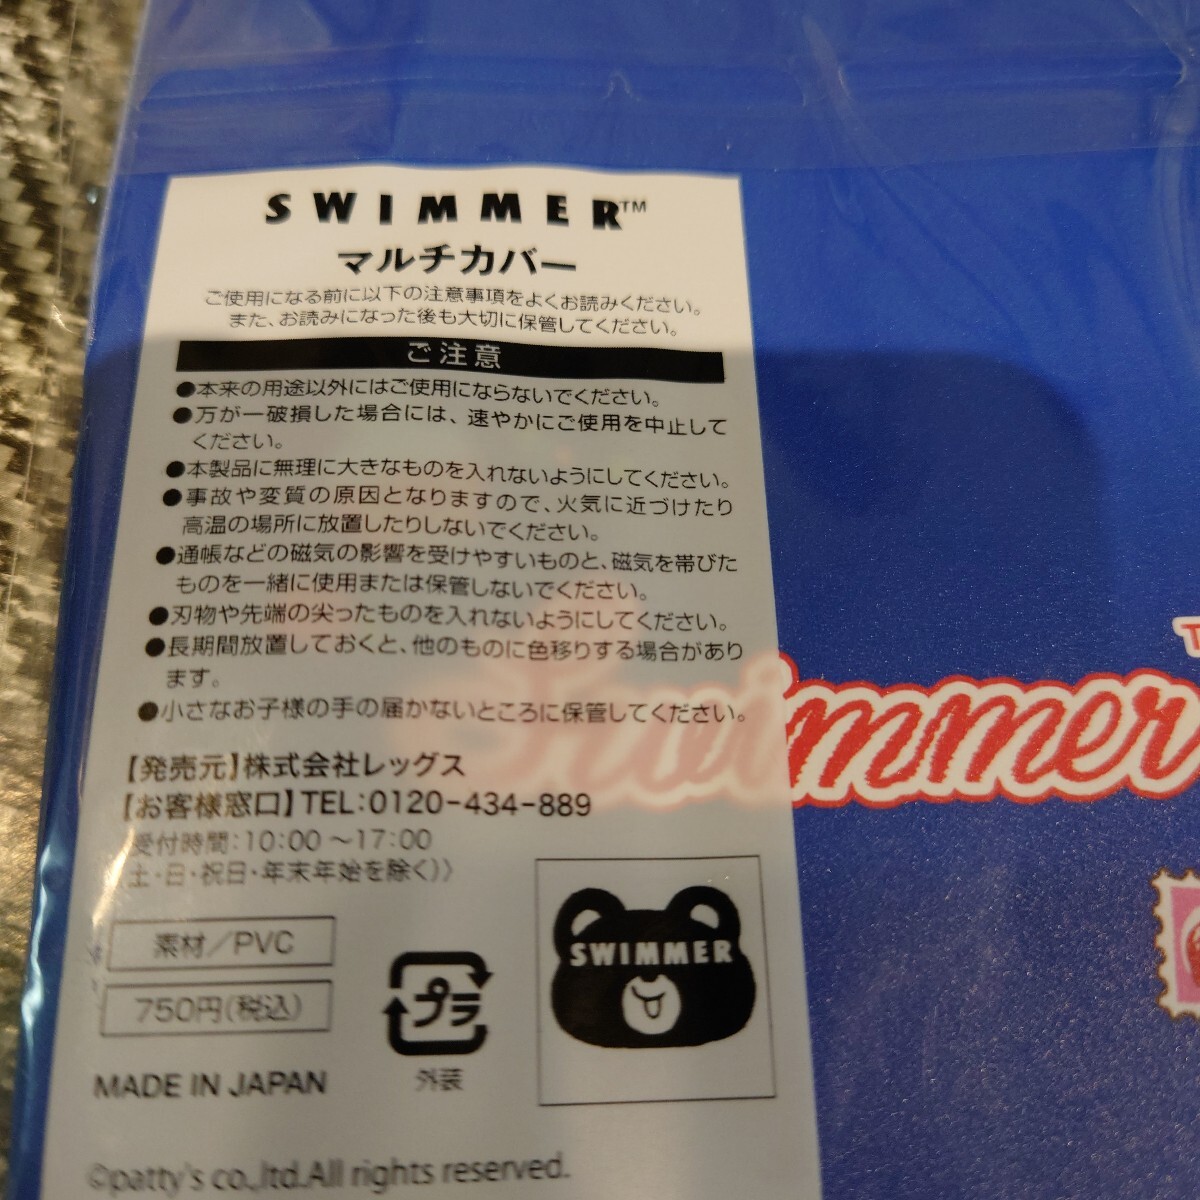 SWIMMER™
マルチカバー
ご使用になる前に以下の注意事項をよくお読みください。
また、お読みになった後も大切に保管してください。
ご注意
●本来の用途以外にはご使用にならないでください。
●万が一破損した場合には、速やかにご使用を中止して
ください。
●本製品に無理に大きなものを入れないようにしてください。
●事故や変質の原因となりますので、火気に近づけたり
高温の場所に放置したりしないでください。
●通帳などの磁気の影響を受けやすいものと、磁気を帯びた
ものを一緒に使用または保管しないでください。
●刃物や先端の尖ったものを入れないようにしてください。
●長期間放置しておくと、他のものに色移りする場合があり
ます。
●小さなお子様の手の届かないところに保管してください。
【発売元】株式会社レッグス
【お客様窓口】TEL:0120-434-889
受付時間:10:00～17:00
(土・日・祝日・年末年始を除く))
素材/PVC
750円(税込)
MADE IN JAPAN
プラ
外装
SWIMMER
©patty's co.,ltd.All rights reserved.
Swimmer